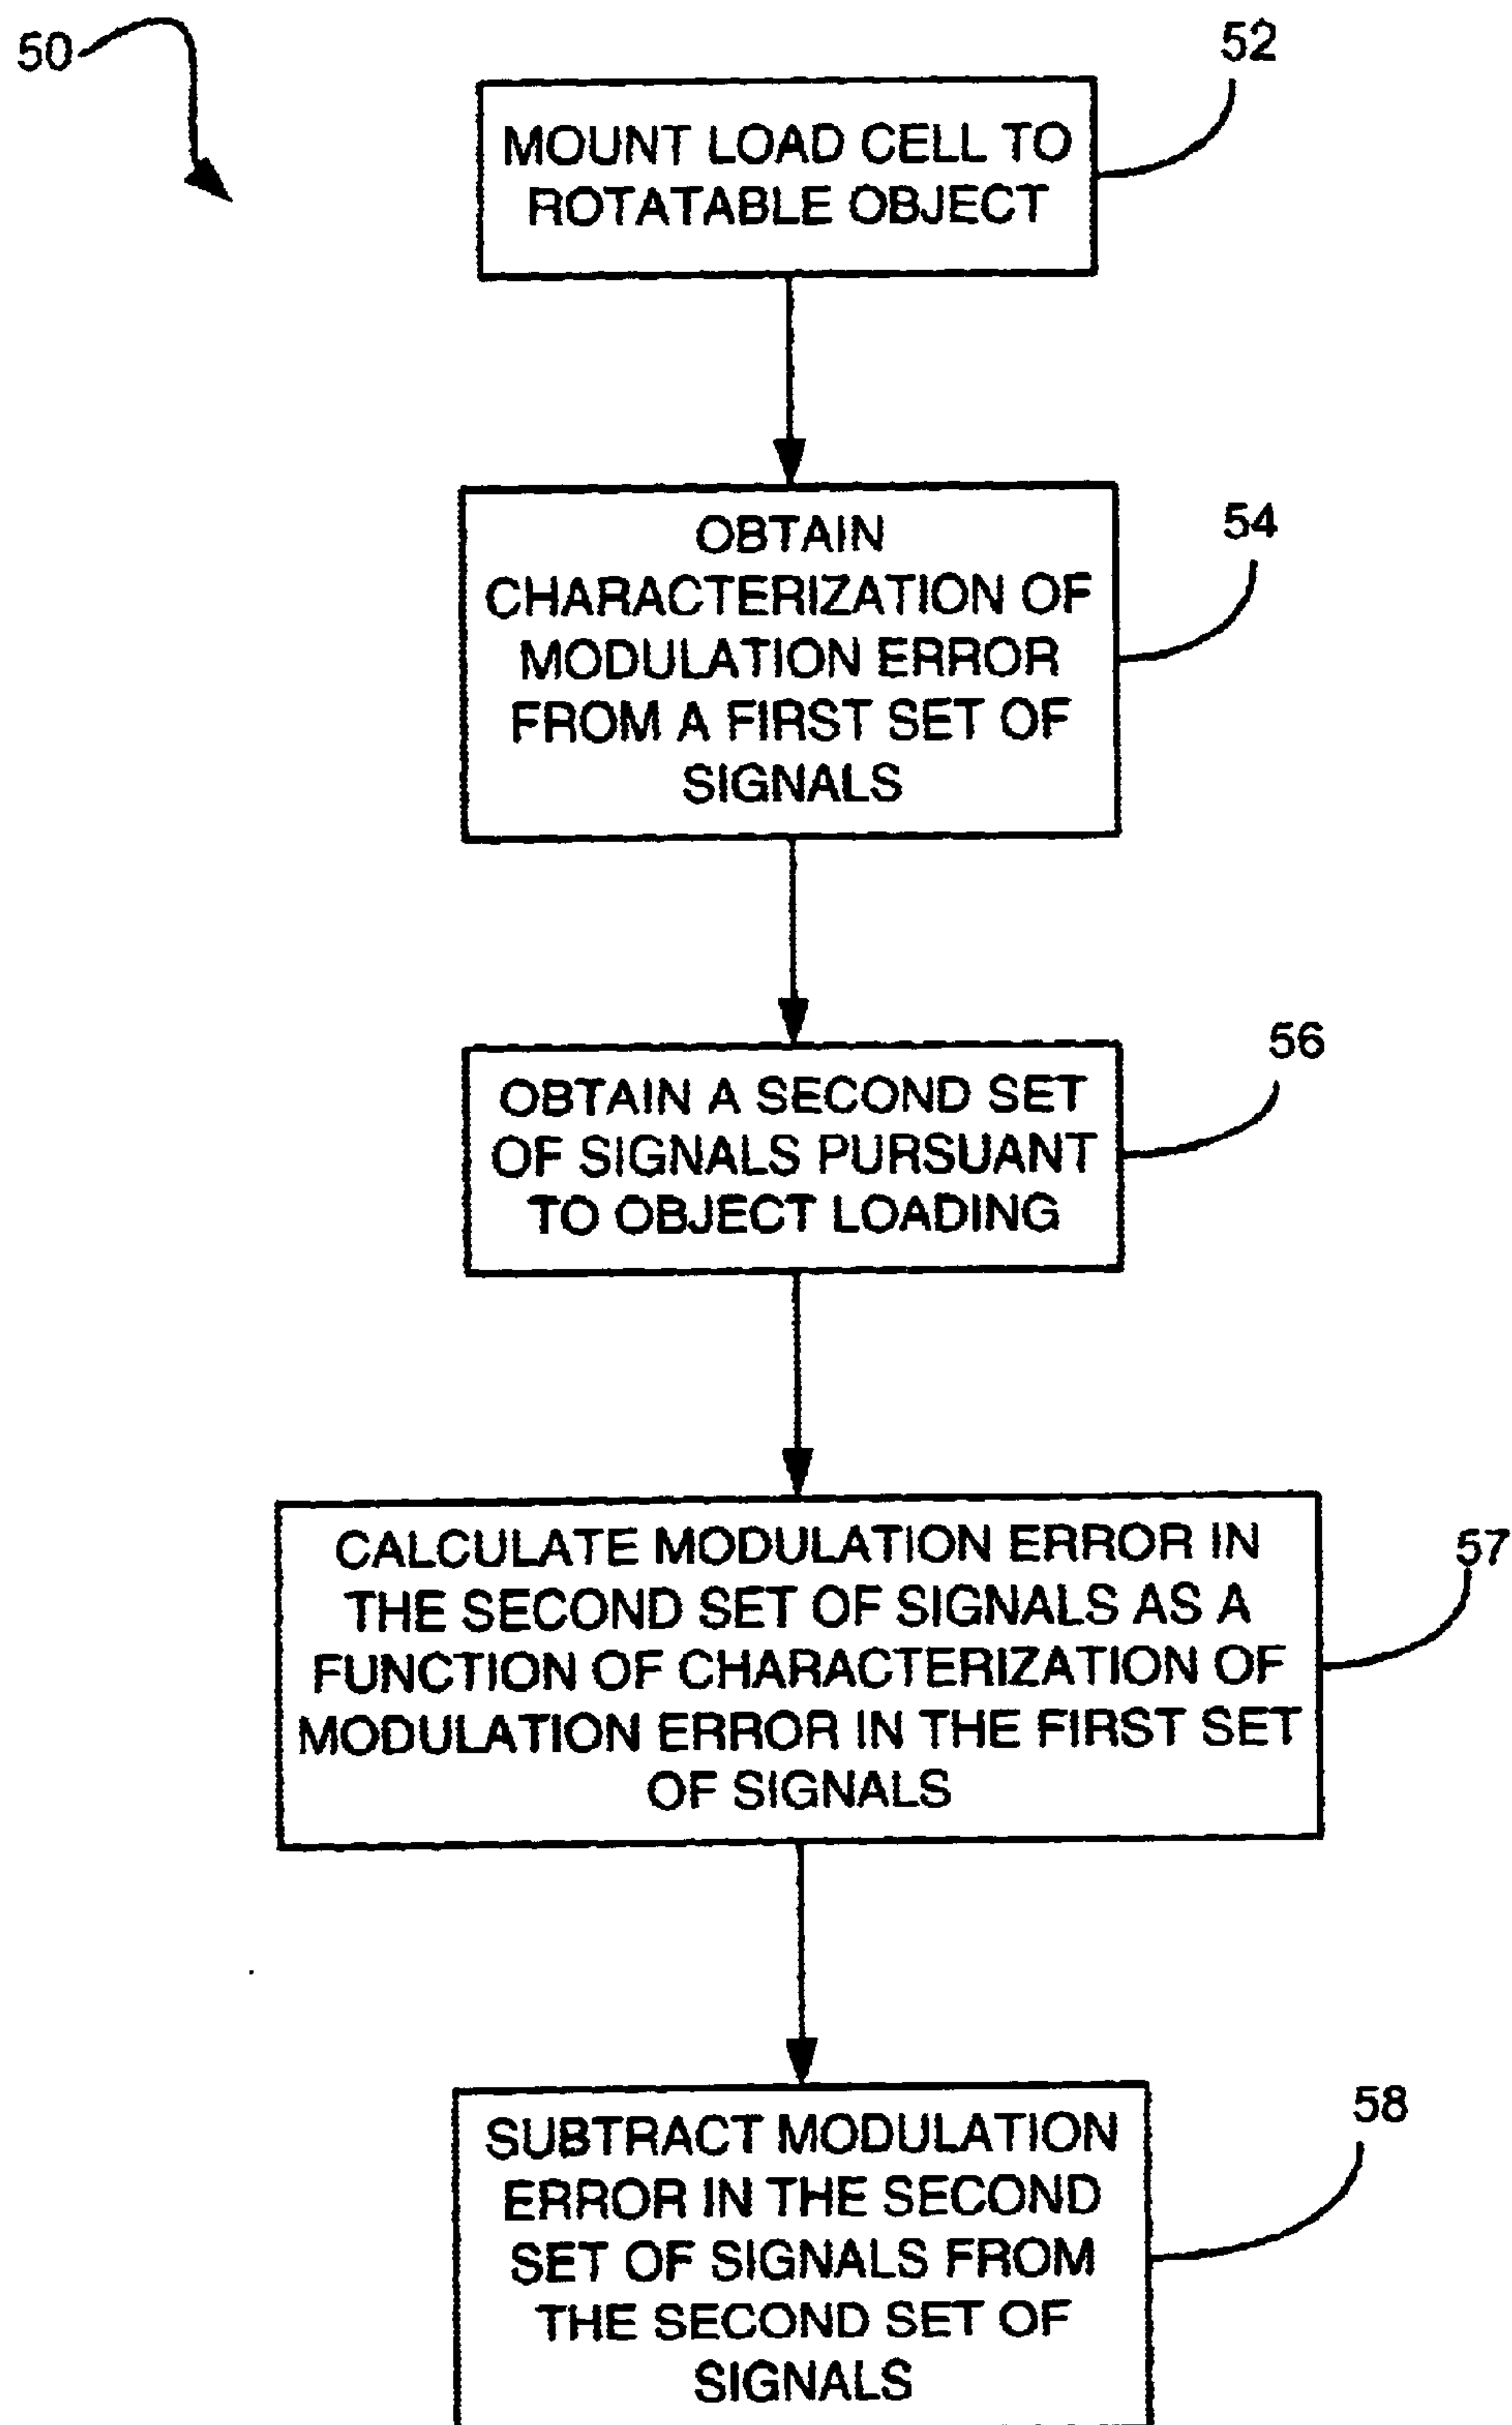 50
52
MOUNT LOAD CELL TO
ROTATABLE OBJECT
54
OBTAIN
CHARACTERIZATION OF
MODULATION ERROR
FROM A FIRST SET OF
SIGNALS
56
OBTAIN A SECOND SET
OF SIGNALS PURSUANT
TO OBJECT LOADING
57
CALCULATE MODULATION ERROR IN
THE SECOND SET OF SIGNALS AS A
FUNCTION OF CHARACTERIZATION OF
MODULATION ERROR IN THE FIRST SET
OF SIGNALS
58
SUBTRACT MODULATION
ERROR IN THE SECOND
SET OF SIGNALS FROM
THE SECOND SET OF
SIGNALS